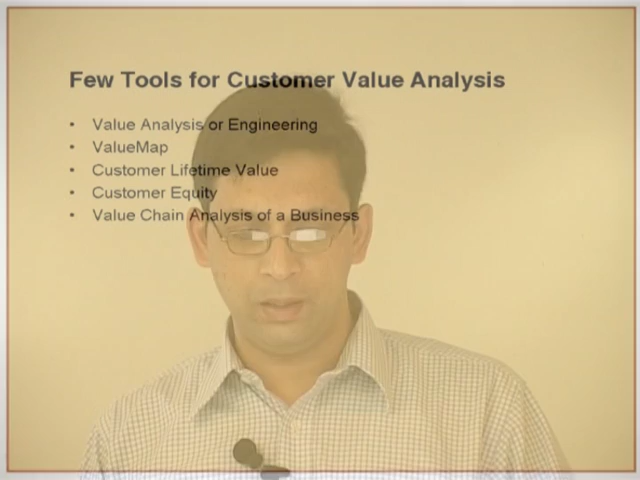 Few Tools for Customer Value Analysis
• Value Analysis or Engineering
• ValueMap
• Customer Lifetime Value
• Customer Equity
• Value Chain Analysis of a Business